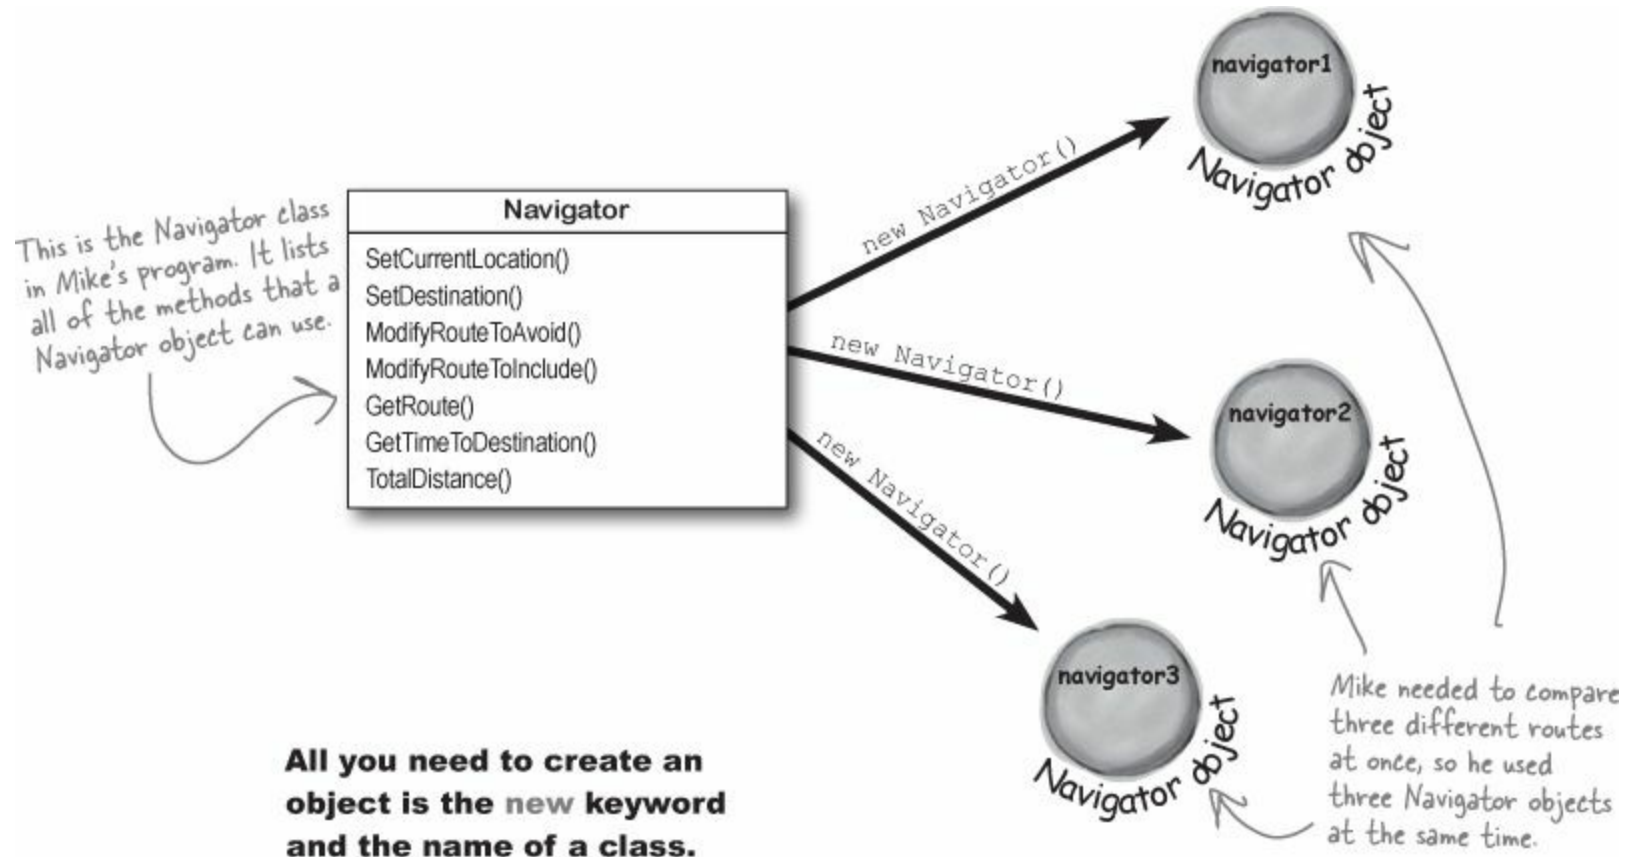 This is the Navigator class
in Mike's program. It lists
all of the methods that a
Navigator object can use.
Navigator
SetCurrentLocation()
SetDestination()
ModifyRouteToAvoid()
ModifyRouteToInclude()
GetRoute()
GetTimeToDestination()
TotalDistance()
new Navigator()
navigator1
Navigator object
new Navigator()
navigator2
Navigator object
new Navigator()
navigator3
Navigator object
Mike needed to compare
three different routes
at once, so he used
three Navigator objects
at the same time.
All you need to create an
object is the new keyword
and the name of a class.